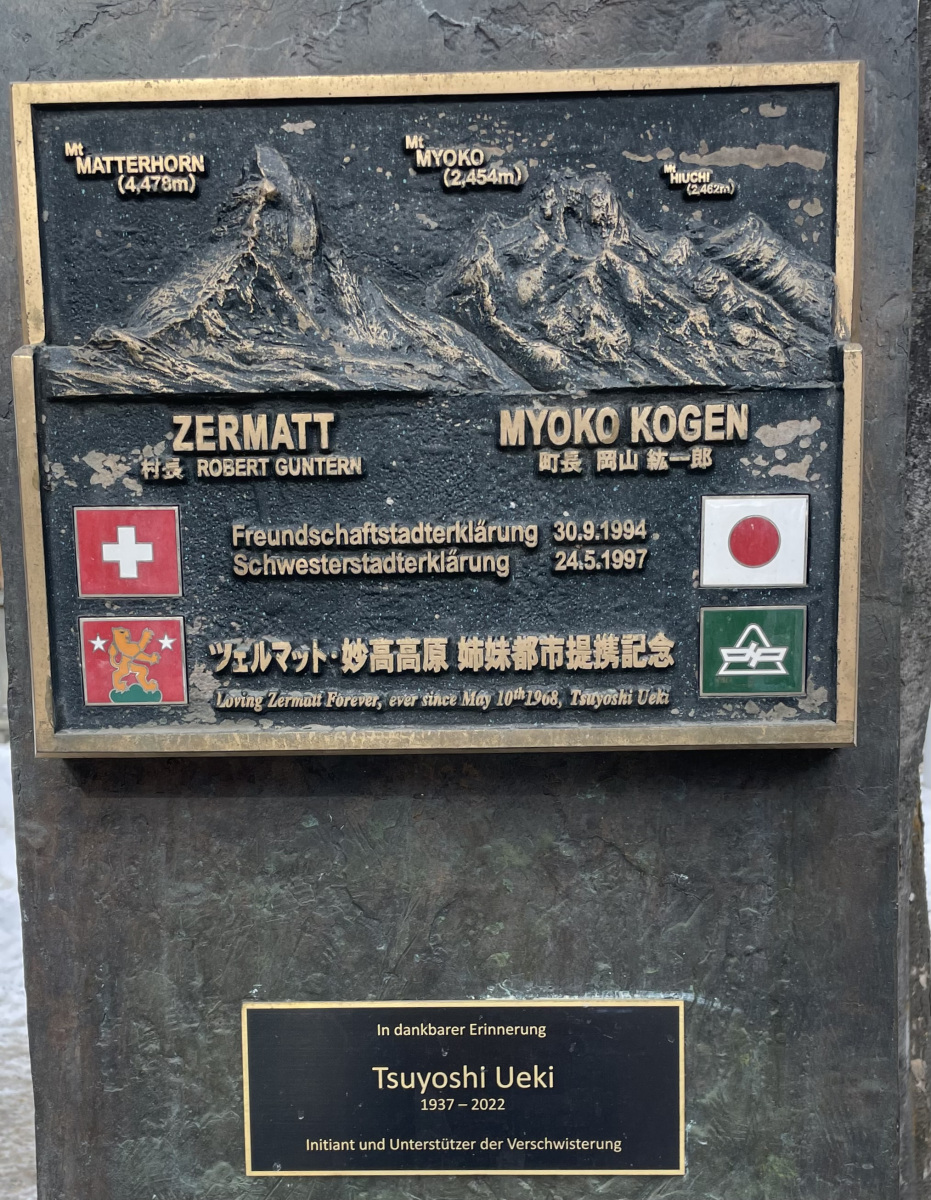 Mt
MATTERHORN
(4,478m)
Mt
MYOKO
(2,454m)
Mt
HIUCHI
(2,462m)
ZERMATT
村長 ROBERT GUNTERN
MYOKO KOGEN
町長 岡山 紘一郎
Freundschaftstadterklärung 30.9.1994
Schwesterstadterklärung 24.5.1997
ツェルマット・妙高高原 姉妹都市提携記念
Loving Zermatt Forever, ever since May 10th 1968, Tsuyoshi Ueki
In dankbarer Erinnerung
Tsuyoshi Ueki
1937 – 2022
Initiant und Unterstützer der Verschwisterung